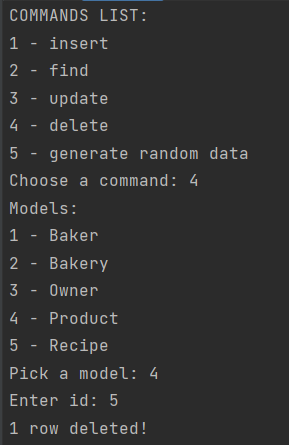 COMMANDS LIST:
1 - insert
2 - find
3 - update
4 - delete
5 - generate random data
Choose a command: 4
Models:
1 - Baker
2 - Bakery
3 - Owner
4 - Product
5 - Recipe
Pick a model: 4
Enter id: 5
1 row deleted!